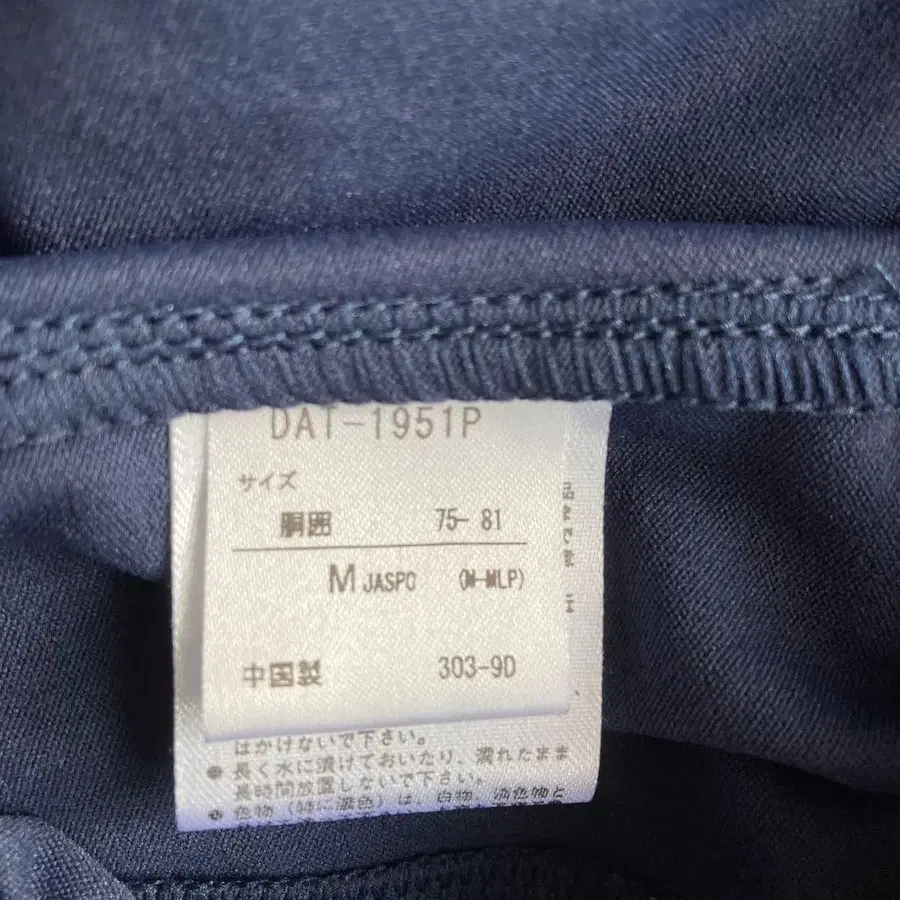 DAT-1951P
サイズ
胴囲 75-81
M JASPO (M-MLP)
中国製 303-9D
はかけないで下さい。
● 長く水に漬けておいたり、濡れたまま
長時間放置しないで下さい。
● 色物(特に濃色)は、白物、淡色物と